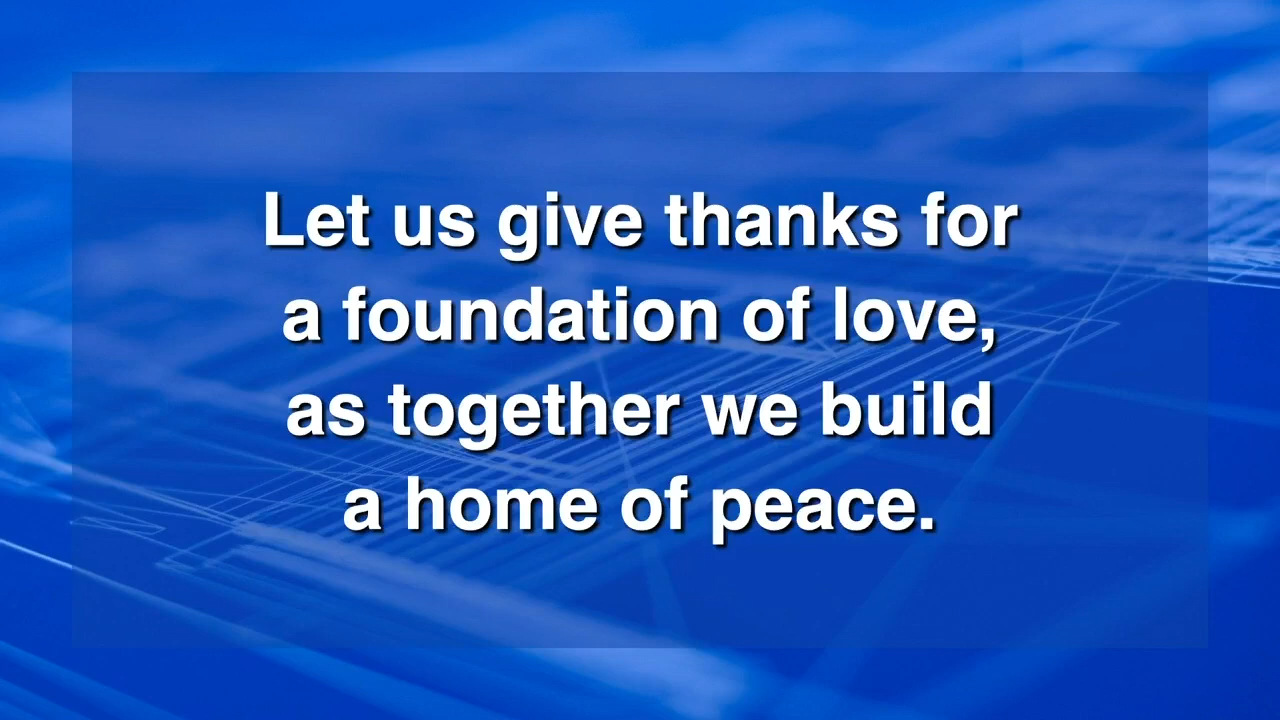 Let us give thanks for
a foundation of love,
as together we build
a home of peace.